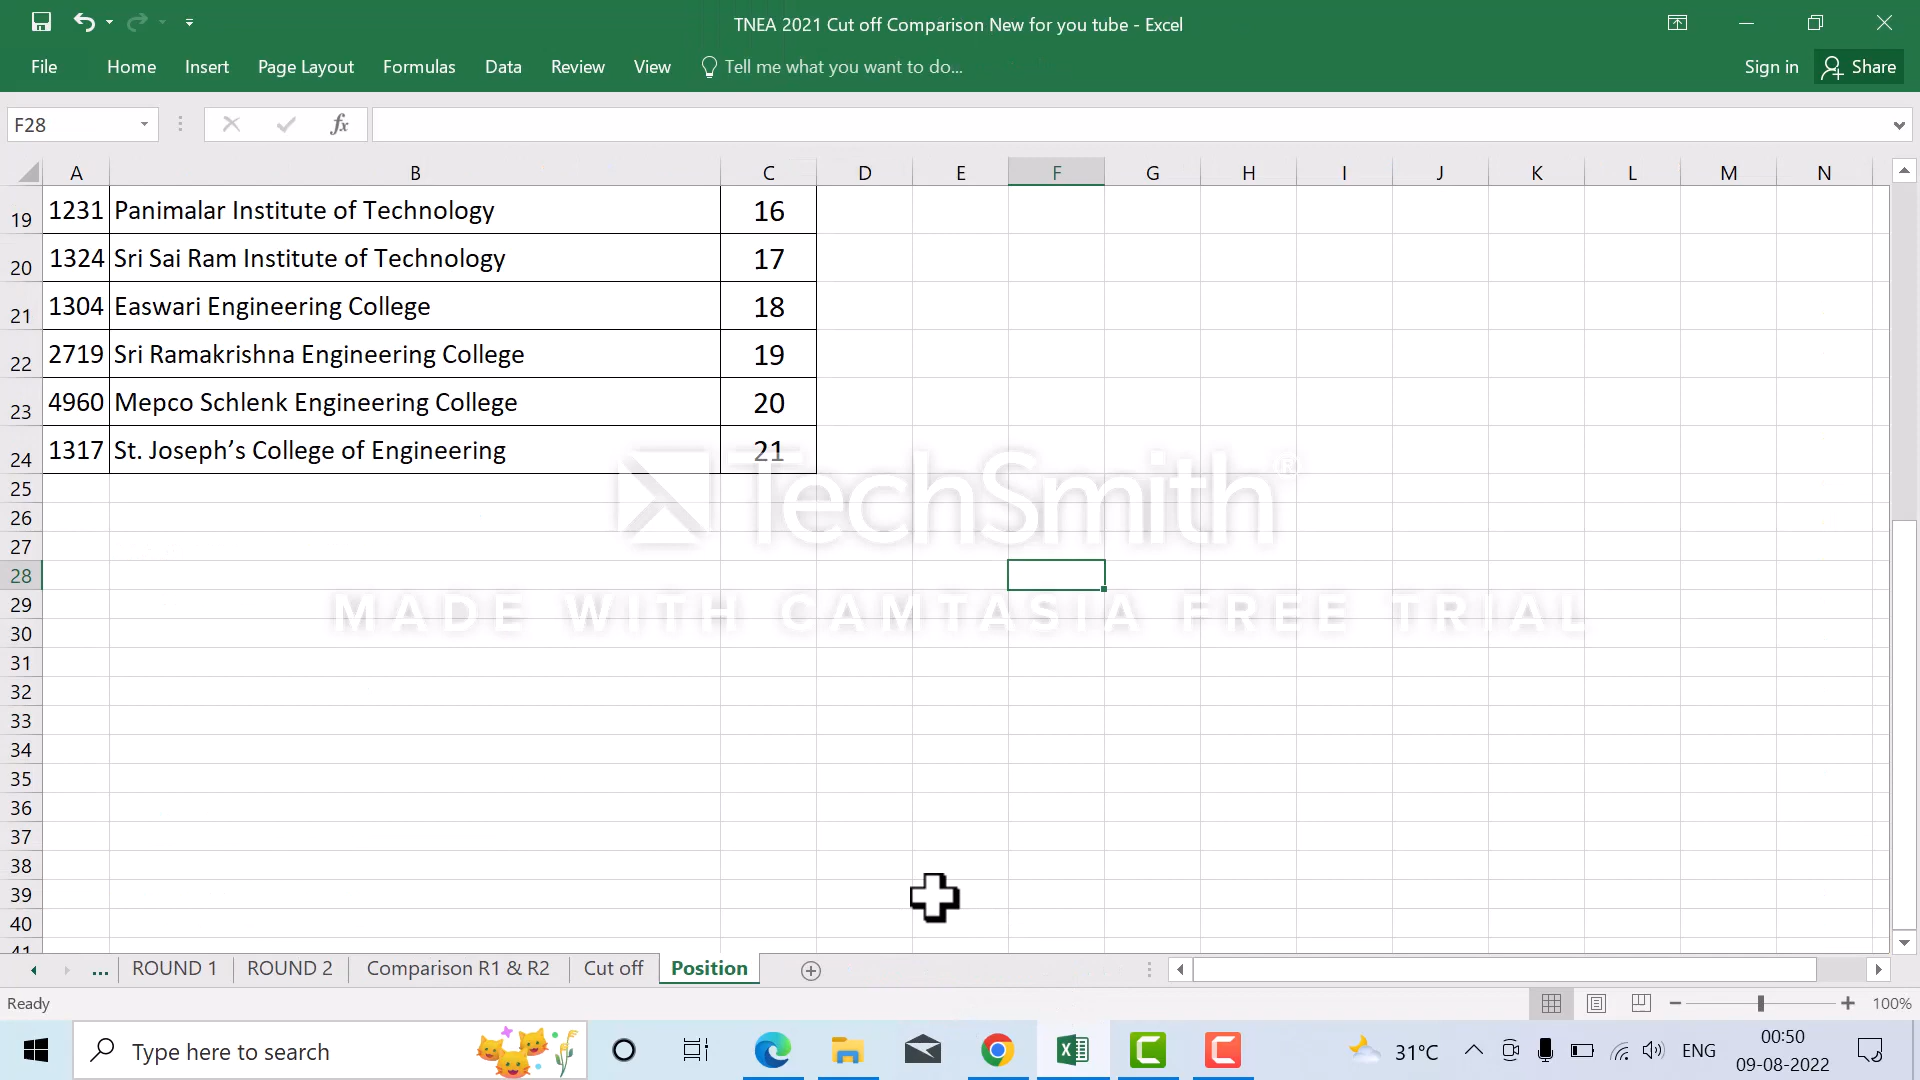 TNEA 2021 Cut off Comparison New for you tube - Excel
File Home Insert Page Layout Formulas Data Review View Tell me what you want to do... Sign in Share
F28 fx
A B C D E F G H I J K L M N
19 1231 Panimalar Institute of Technology 16
20 1324 Sri Sai Ram Institute of Technology 17
21 1304 Easwari Engineering College 18
22 2719 Sri Ramakrishna Engineering College 19
23 4960 Mepco Schlenk Engineering College 20
24 1317 St. Joseph’s College of Engineering 21
25
TechSmith®
26
27
28
29
MADE WITH CAMTASIA FREE TRIAL
30
31
32
33
34
35
36
37
38
39
40
41
... ROUND 1 ROUND 2 Comparison R1 & R2 Cut off Position
Ready 100%
Type here to search 31°C ENG 00:50
09-08-2022